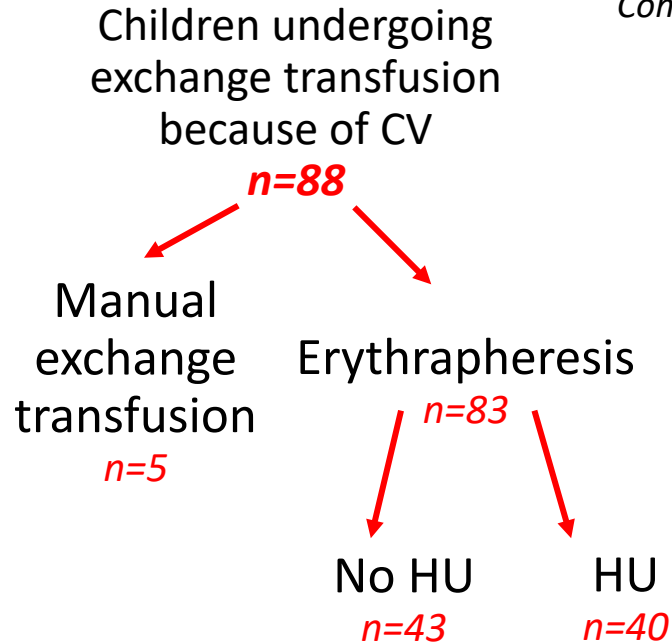 Children undergoing
exchange transfusion
because of CV
n=88
Manual
exchange
transfusion
n=5
Erythrapheresis
n=83
No HU
n=43
HU
n=40